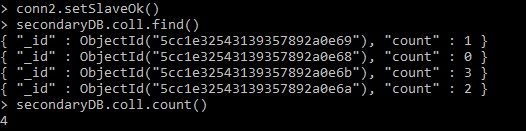 > conn2.setSlaveOk()
> secondaryDB.coll.find()
{ "_id" : ObjectId("5cc1e32543139357892a0e69"), "count" : 1 }
{ "_id" : ObjectId("5cc1e32543139357892a0e68"), "count" : 0 }
{ "_id" : ObjectId("5cc1e32543139357892a0e6b"), "count" : 3 }
{ "_id" : ObjectId("5cc1e32543139357892a0e6a"), "count" : 2 }
> secondaryDB.coll.count()
4